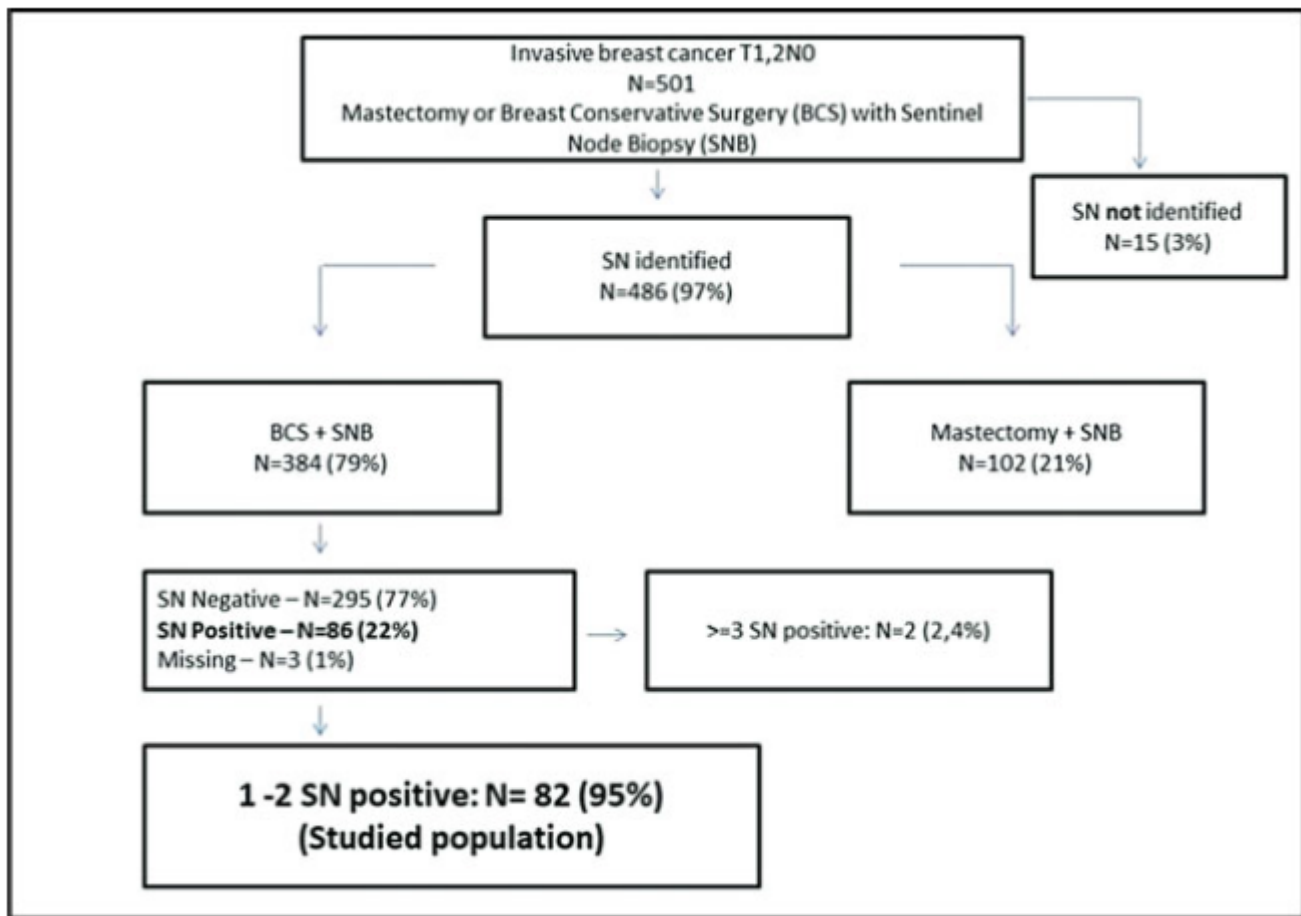 Invasive breast cancer T1,2N0
N=501
Mastectomy or Breast Conservative Surgery (BCS) with Sentinel
Node Biopsy (SNB)
SN not identified
N=15 (3%)
SN identified
N=486 (97%)
BCS + SNB
N=384 (79%)
Mastectomy + SNB
N=102 (21%)
SN Negative – N=295 (77%)
SN Positive – N=86 (22%)
Missing – N=3 (1%)
>=3 SN positive: N=2 (2,4%)
1 -2 SN positive: N= 82 (95%)
(Studied population)